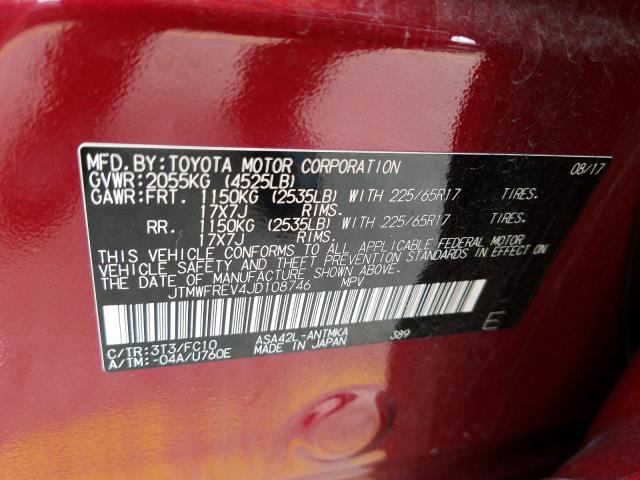 MFD. BY: TOYOTA MOTOR CORPORATION 08/17
GVWR: 2055KG (4525LB)
GAWR: FRT. 1150KG (2535LB) WITH 225/65R17 TIRES.
17X7J RIMS.
RR. 1150KG (2535LB) WITH 225/65R17 TIRES.
17X7J RIMS.
THIS VEHICLE CONFORMS TO ALL APPLICABLE FEDERAL MOTOR
VEHICLE SAFETY AND THEFT PREVENTION STANDARDS IN EFFECT ON
THE DATE OF MANUFACTURE SHOWN ABOVE.
JTMWFREV4JD108746 MPV
ASA42L-ANTMKA 389 E
C/TR: 3T3/FC10 MADE IN JAPAN
A/TM: -04A/U760E